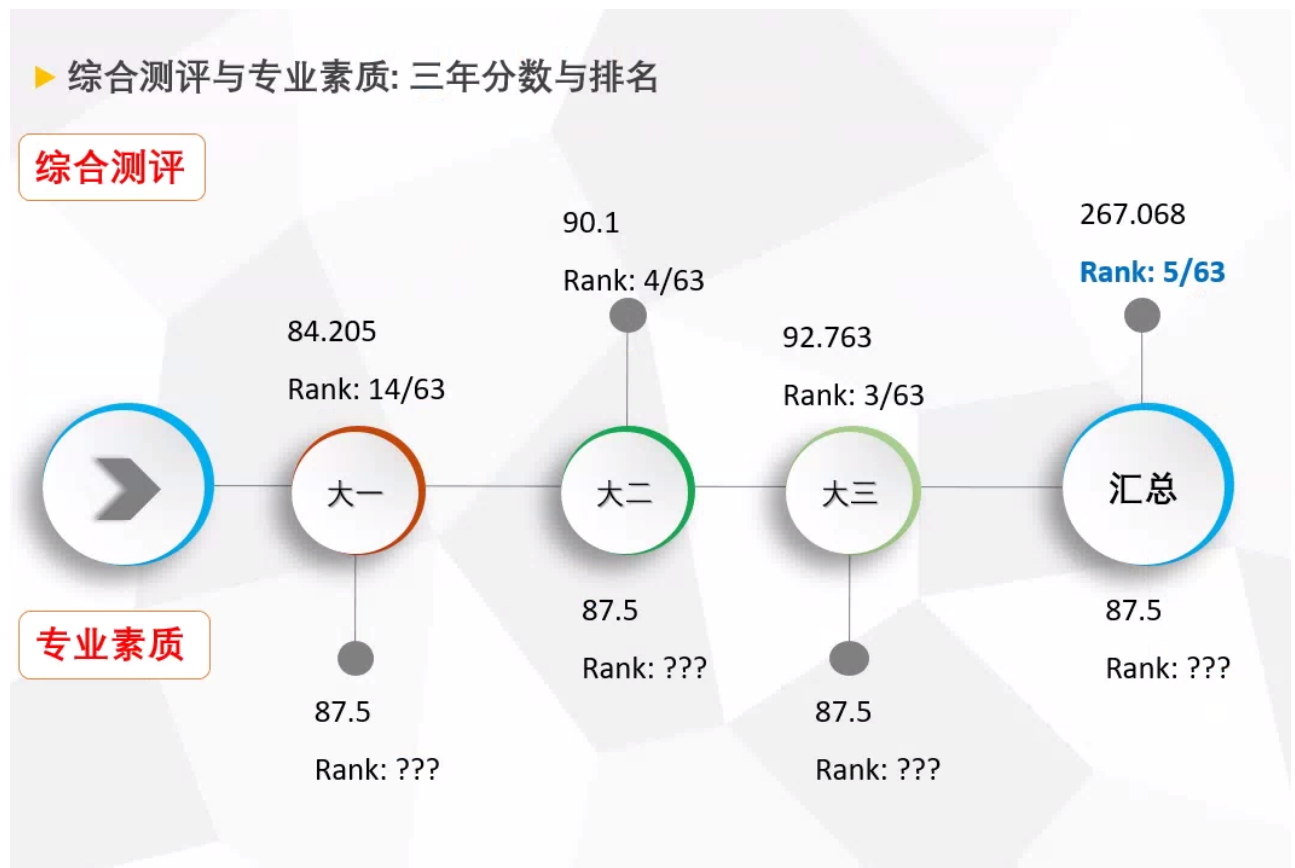 综合测评与专业素质: 三年分数与排名
综合测评
84.205
Rank: 14/63
90.1
Rank: 4/63
92.763
Rank: 3/63
267.068
Rank: 5/63
大一
大二
大三
汇总
专业素质
87.5
Rank: ???
87.5
Rank: ???
87.5
Rank: ???
87.5
Rank: ???